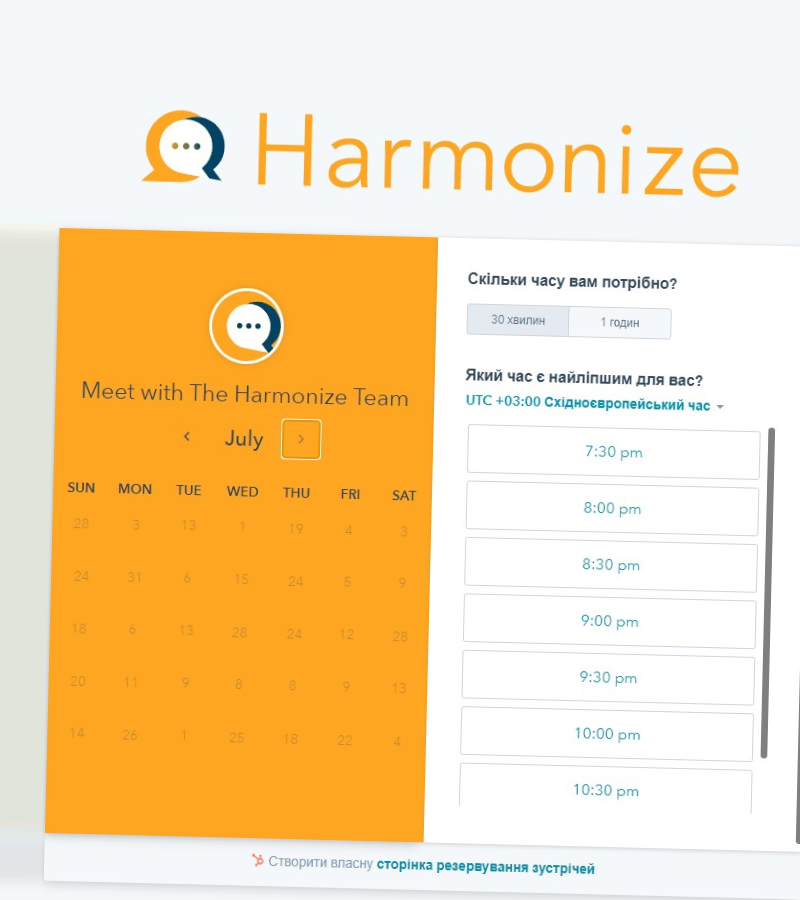 Harmonize
Meet with The Harmonize Team
July
SUN MON TUE WED THU FRI SAT
28 3 13 1 19 4 3
24 31 6 15 24 5 9
18 6 13 28 24 12 28
20 11 9 8 8 9 13
14 26 1 25 18 22 4
Скільки часу вам потрібно?
30 хвилин 1 годин
Який час є найліпшим для вас?
UTC +03:00 Східноєвропейський час
7:30 pm
8:00 pm
8:30 pm
9:00 pm
9:30 pm
10:00 pm
10:30 pm
Створити власну сторінка резервування зустрічей